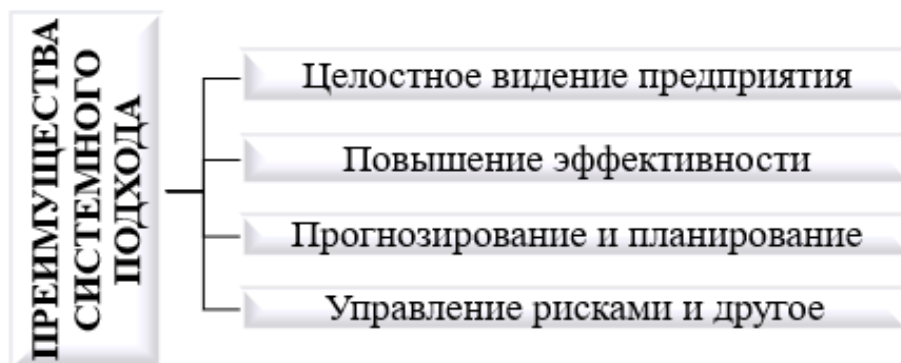 ПРЕИМУЩЕСТВА
СИСТЕМНОГО
ПОДХОДА
Целостное видение предприятия
Повышение эффективности
Прогнозирование и планирование
Управление рисками и другое